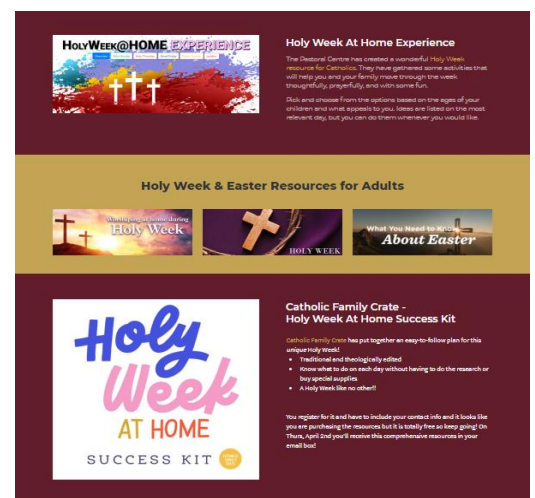 HOLYWEEK@HOME EXPERIENCE
Holy Week At Home Experience
The Pastoral Centre has created a wonderful Holy Week
resource for Catholics. They have gathered some activities that
will help you and your family move through the week
thoughtfully, prayerfully, and with some fun.
Pick and choose from the options based on the ages of your
children and what appeals to you. Ideas are listed on the most
relevant day, but you can do them whenever you would like.
Holy Week & Easter Resources for Adults
Worshiping at home during
Holy Week
HOLY WEEK
What You Need to Know
About Easter
Holy
Week
AT HOME
SUCCESS KIT
Catholic Family Crate -
Holy Week At Home Success Kit
Catholic Family Crate has put together an easy-to-follow plan for this
unique Holy Week!
• Traditional and theologically edited
• Know what to do on each day without having to do the research or
buy special supplies
• A Holy Week like no other!!
You register for it and have to include your contact info and it looks like
you are purchasing the resources but it is totally free so keep going! On
Thurs, April 2nd you'll receive this comprehensive resources in your
email box!